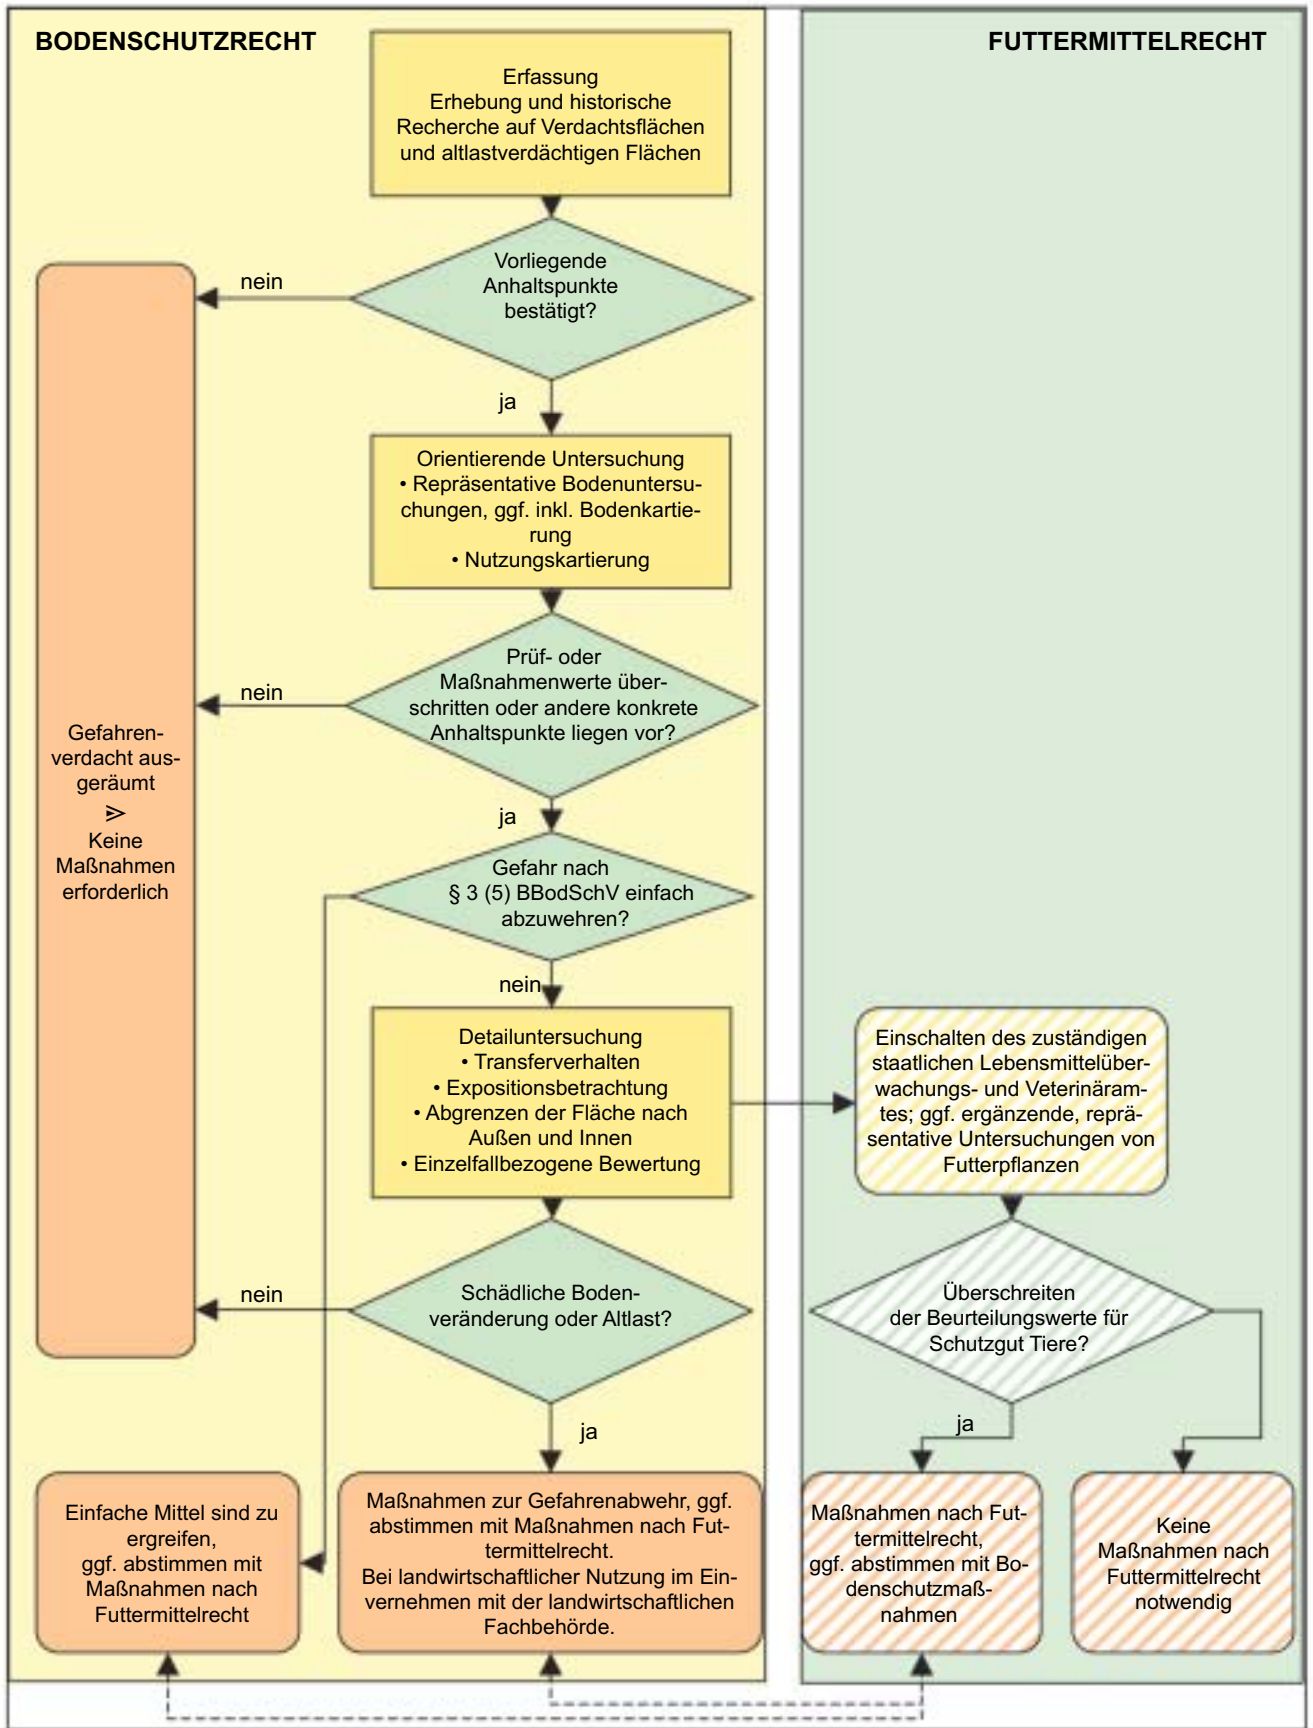 BODENSCHUTZRECHT
FUTTERMITTELRECHT
Erfassung
Erhebung und historische
Recherche auf Verdachtsflächen
und altlastverdächtigen Flächen
Vorliegende
Anhaltspunkte
bestätigt?
nein
ja
Orientierende Untersuchung
• Repräsentative Bodenuntersu-
chungen, ggf. inkl. Bodenkartie-
rung
• Nutzungskartierung
Prüf- oder
Maßnahmenwerte über-
schritten oder andere konkrete
Anhaltspunkte liegen vor?
nein
Gefahren-
verdacht aus-
geräumt
⪢
Keine
Maßnahmen
erforderlich
ja
Gefahr nach
§ 3 (5) BBodSchV einfach
abzuwehren?
nein
Detailuntersuchung
• Transferverhalten
• Expositionsbetrachtung
• Abgrenzen der Fläche nach
Außen und Innen
• Einzelfallbezogene Bewertung
Einschalten des zuständigen
staatlichen Lebensmittelüber-
wachungs- und Veterinäram-
tes; ggf. ergänzende, reprä-
sentative Untersuchungen von
Futterpflanzen
Schädliche Boden-
veränderung oder Altlast?
nein
ja
Überschreiten
der Beurteilungswerte für
Schutzgut Tiere?
ja
Einfache Mittel sind zu
ergreifen,
ggf. abstimmen mit
Maßnahmen nach
Futtermittelrecht
Maßnahmen zur Gefahrenabwehr, ggf.
abstimmen mit Maßnahmen nach Fut-
termittelrecht.
Bei landwirtschaftlicher Nutzung im Ein-
vernehmen mit der landwirtschaftlichen
Fachbehörde.
Maßnahmen nach Fut-
termittelrecht,
ggf. abstimmen mit Bo-
denschutzmaß-
nahmen
Keine
Maßnahmen nach
Futtermittelrecht
notwendig